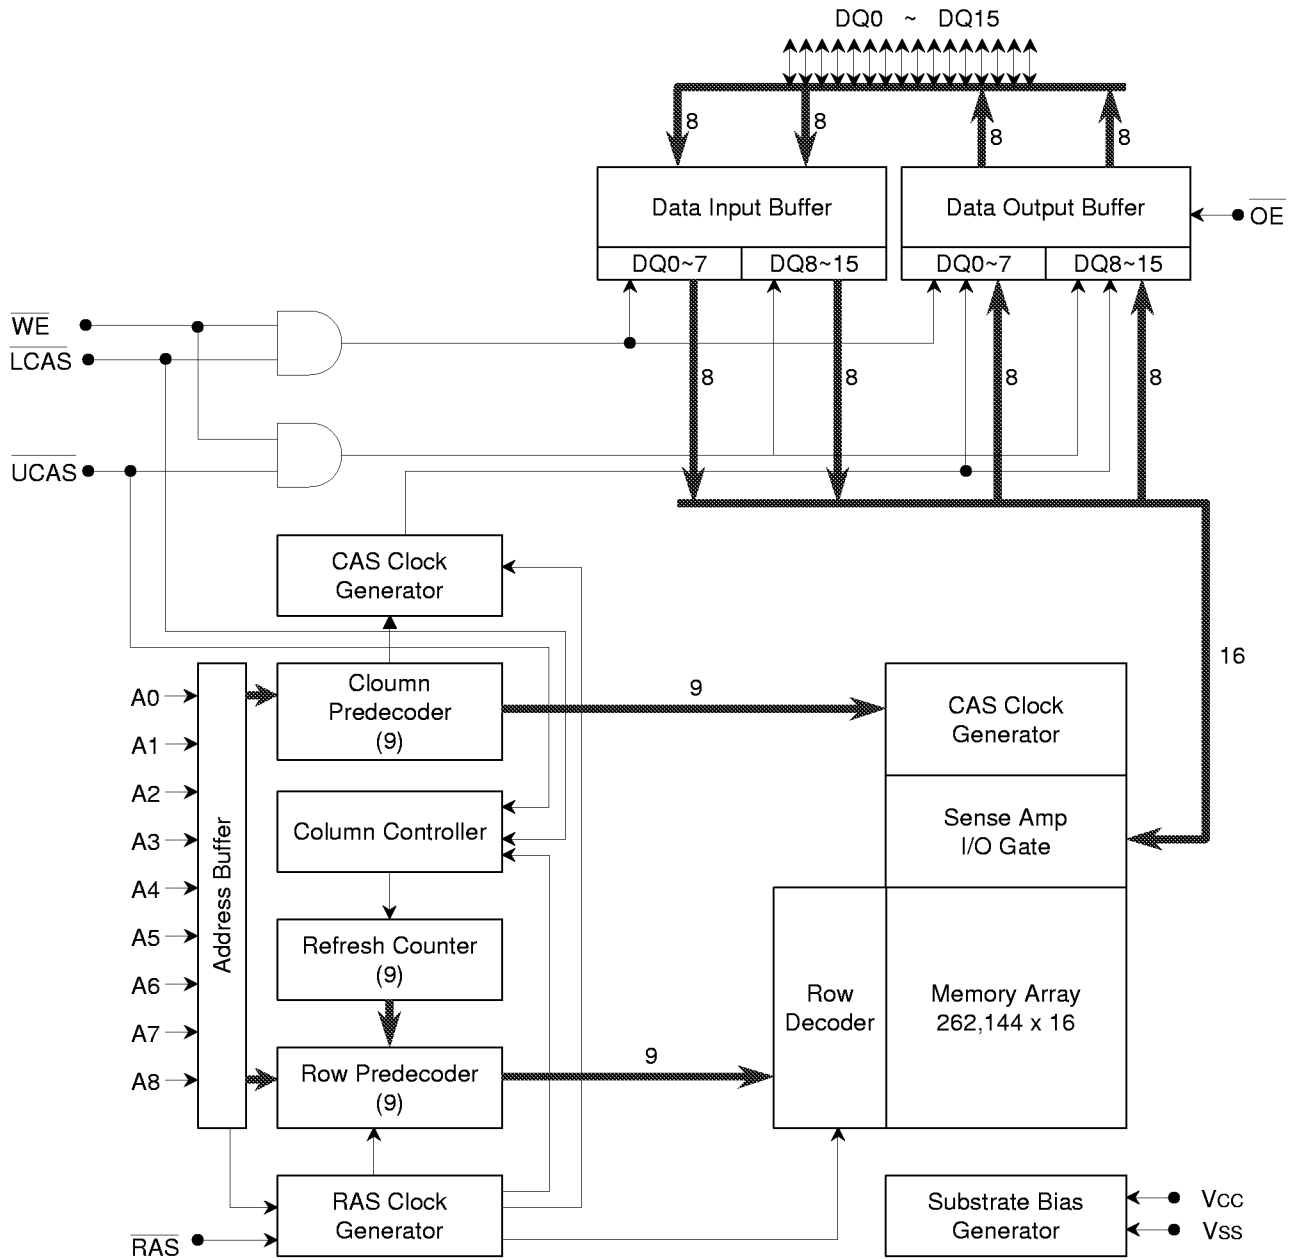 DQ0 ~ DQ15
8
8
8
8
Data Input Buffer
Data Output Buffer
OE
DQ0~7
DQ8~15
DQ0~7
DQ8~15
WE
LCAS
8
8
8
8
UCAS
CAS Clock
Generator
16
A0
A1
A2
A3
A4
A5
A6
A7
A8
Address Buffer
Cloumn
Predecoder
(9)
9
CAS Clock
Generator
Column Controller
Sense Amp
I/O Gate
Refresh Counter
(9)
Row
Decoder
Memory Array
262,144 x 16
Row Predecoder
(9)
9
RAS Clock
Generator
RAS
Substrate Bias
Generator
VCC
VSS